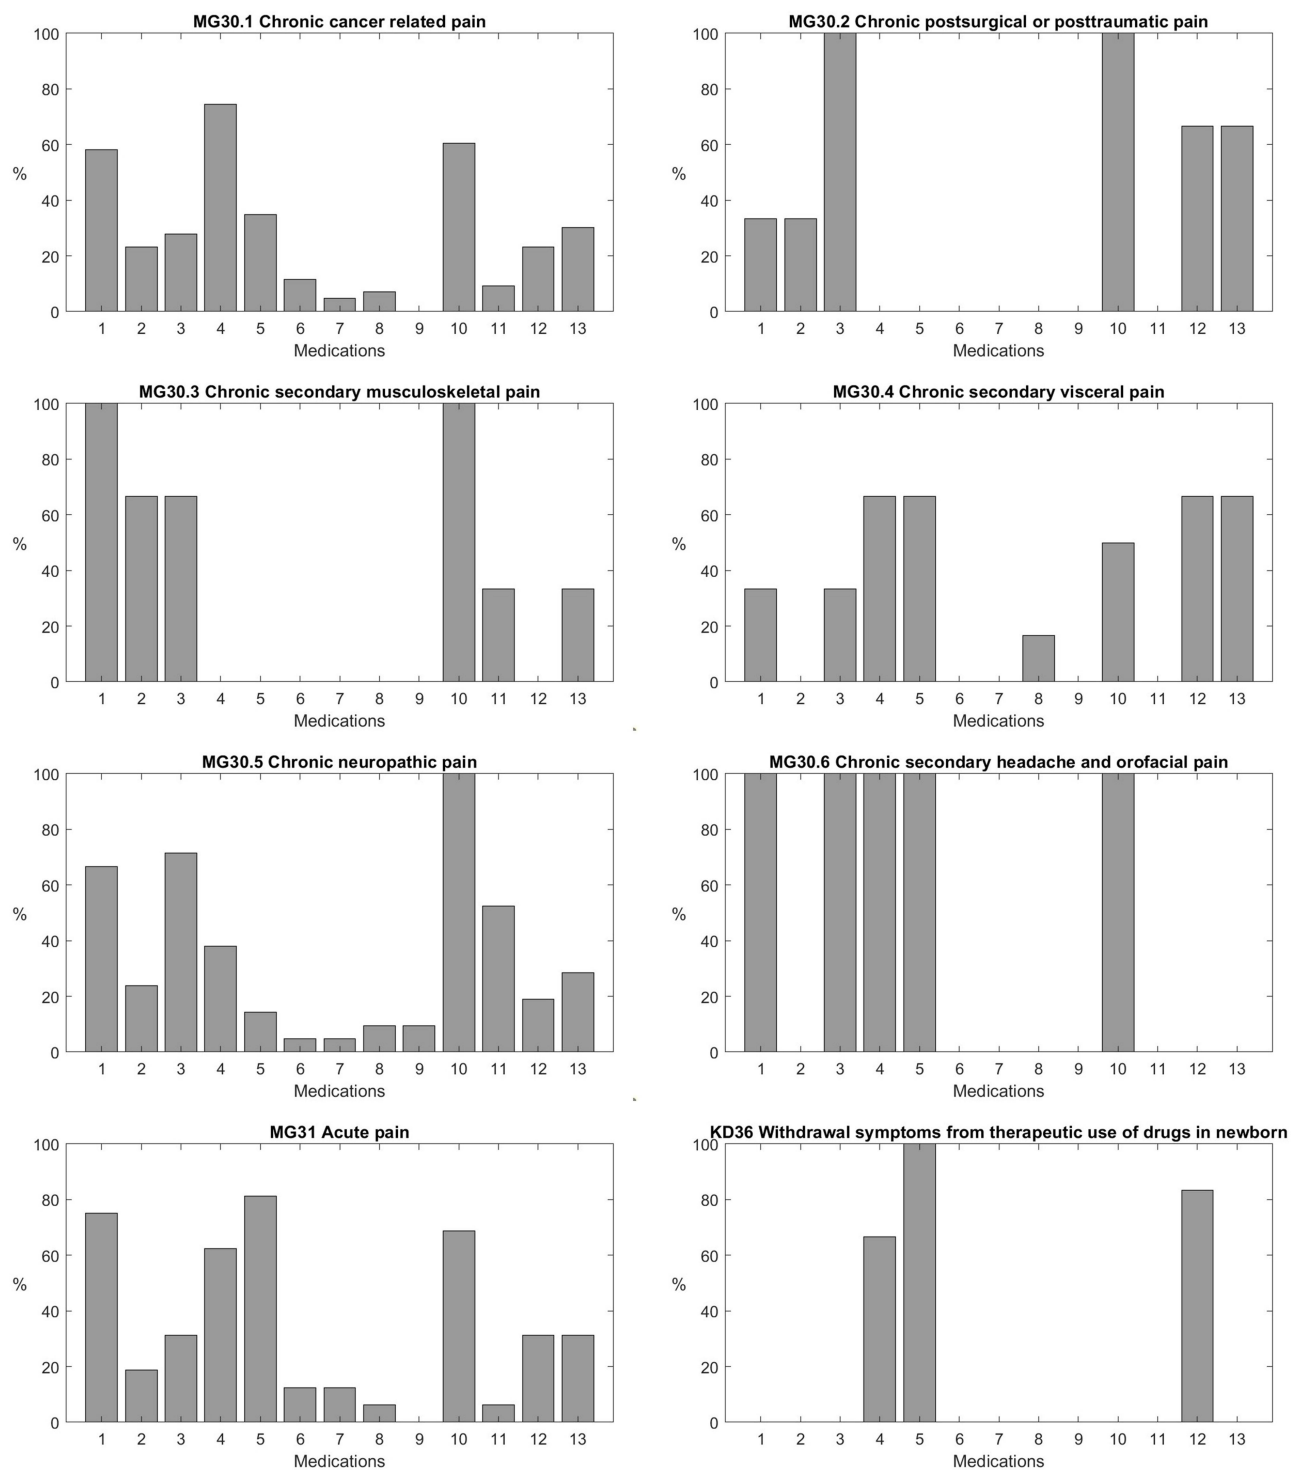 MG30.1 Chronic cancer related pain
100
80
60
%
40
20
0
1 2 3 4 5 6 7 8 9 10 11 12 13
Medications
MG30.2 Chronic postsurgical or posttraumatic pain
100
80
60
%
40
20
0
1 2 3 4 5 6 7 8 9 10 11 12 13
Medications
MG30.3 Chronic secondary musculoskeletal pain
100
80
60
%
40
20
0
1 2 3 4 5 6 7 8 9 10 11 12 13
Medications
MG30.4 Chronic secondary visceral pain
100
80
60
%
40
20
0
1 2 3 4 5 6 7 8 9 10 11 12 13
Medications
MG30.5 Chronic neuropathic pain
100
80
60
%
40
20
0
1 2 3 4 5 6 7 8 9 10 11 12 13
Medications
MG30.6 Chronic secondary headache and orofacial pain
100
80
60
%
40
20
0
1 2 3 4 5 6 7 8 9 10 11 12 13
Medications
MG31 Acute pain
100
80
60
%
40
20
0
1 2 3 4 5 6 7 8 9 10 11 12 13
Medications
KD36 Withdrawal symptoms from therapeutic use of drugs in newborn
100
80
60
%
40
20
0
1 2 3 4 5 6 7 8 9 10 11 12 13
Medications